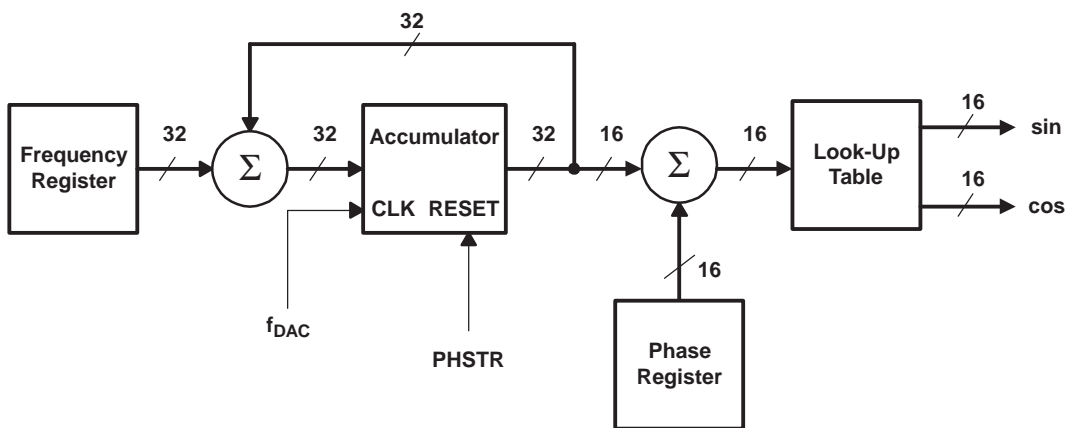 32
Frequency
Register
32
Σ
32
Accumulator
CLK RESET
32
16
Σ
16
Look-Up
Table
16
sin
16
cos
16
fDAC
PHSTR
Phase
Register